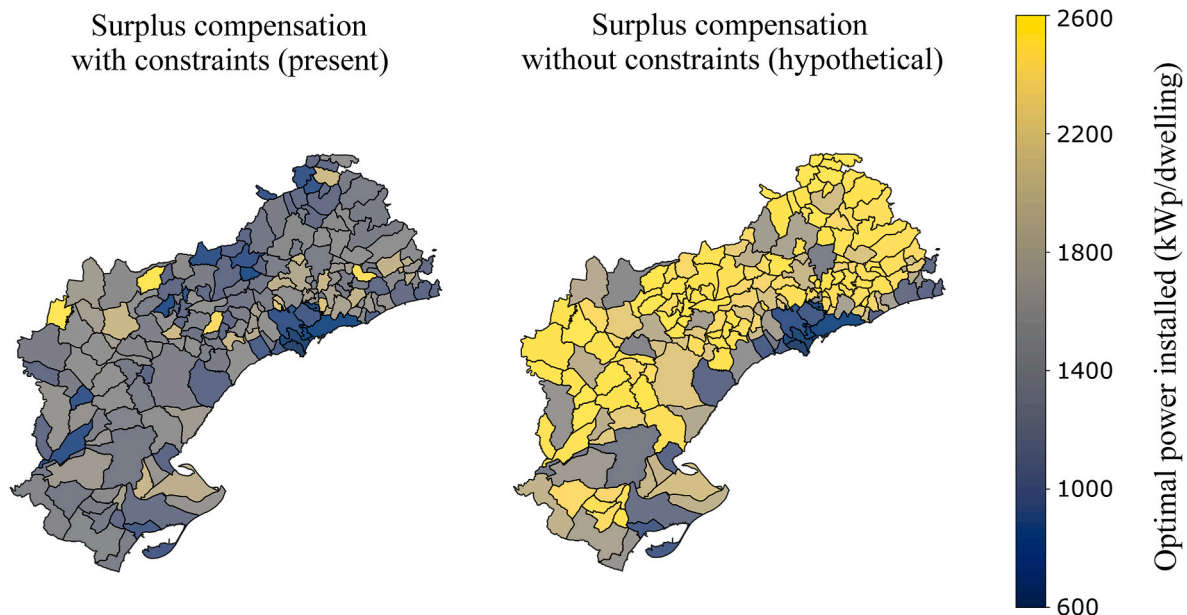 Surplus compensation
with constraints (present)
Surplus compensation
without constraints (hypothetical)
2600
2200
1800
1400
1000
600
Optimal power installed (kWp/dwelling)